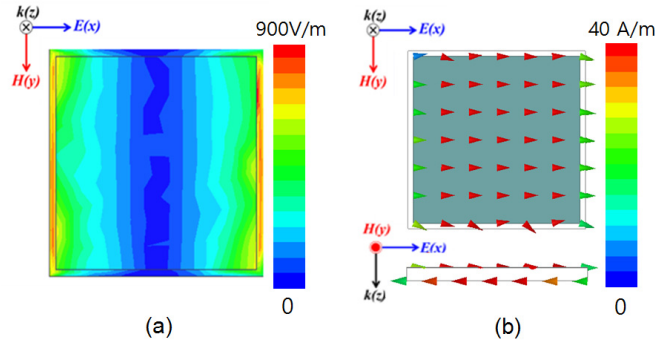 k(z)
E(x)
H(y)
900V/m
0
(a)
k(z)
E(x)
H(y)
40 A/m
H(y)
E(x)
k(z)
0
(b)